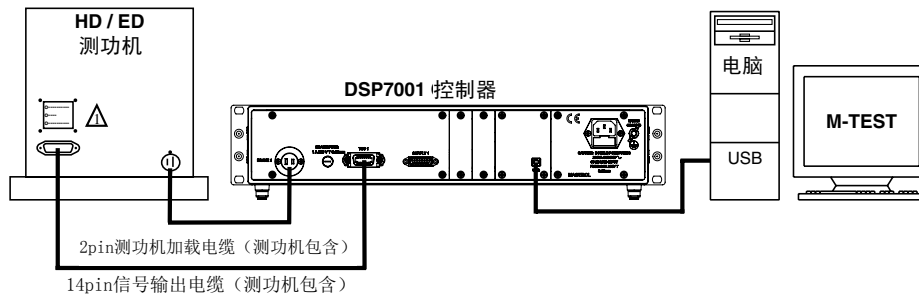 HD / ED
测功机
DSP7001 控制器
电脑
USB
M-TEST
TSC 1
2pin测功机加载电缆（测功机包含）
14pin信号输出电缆（测功机包含）